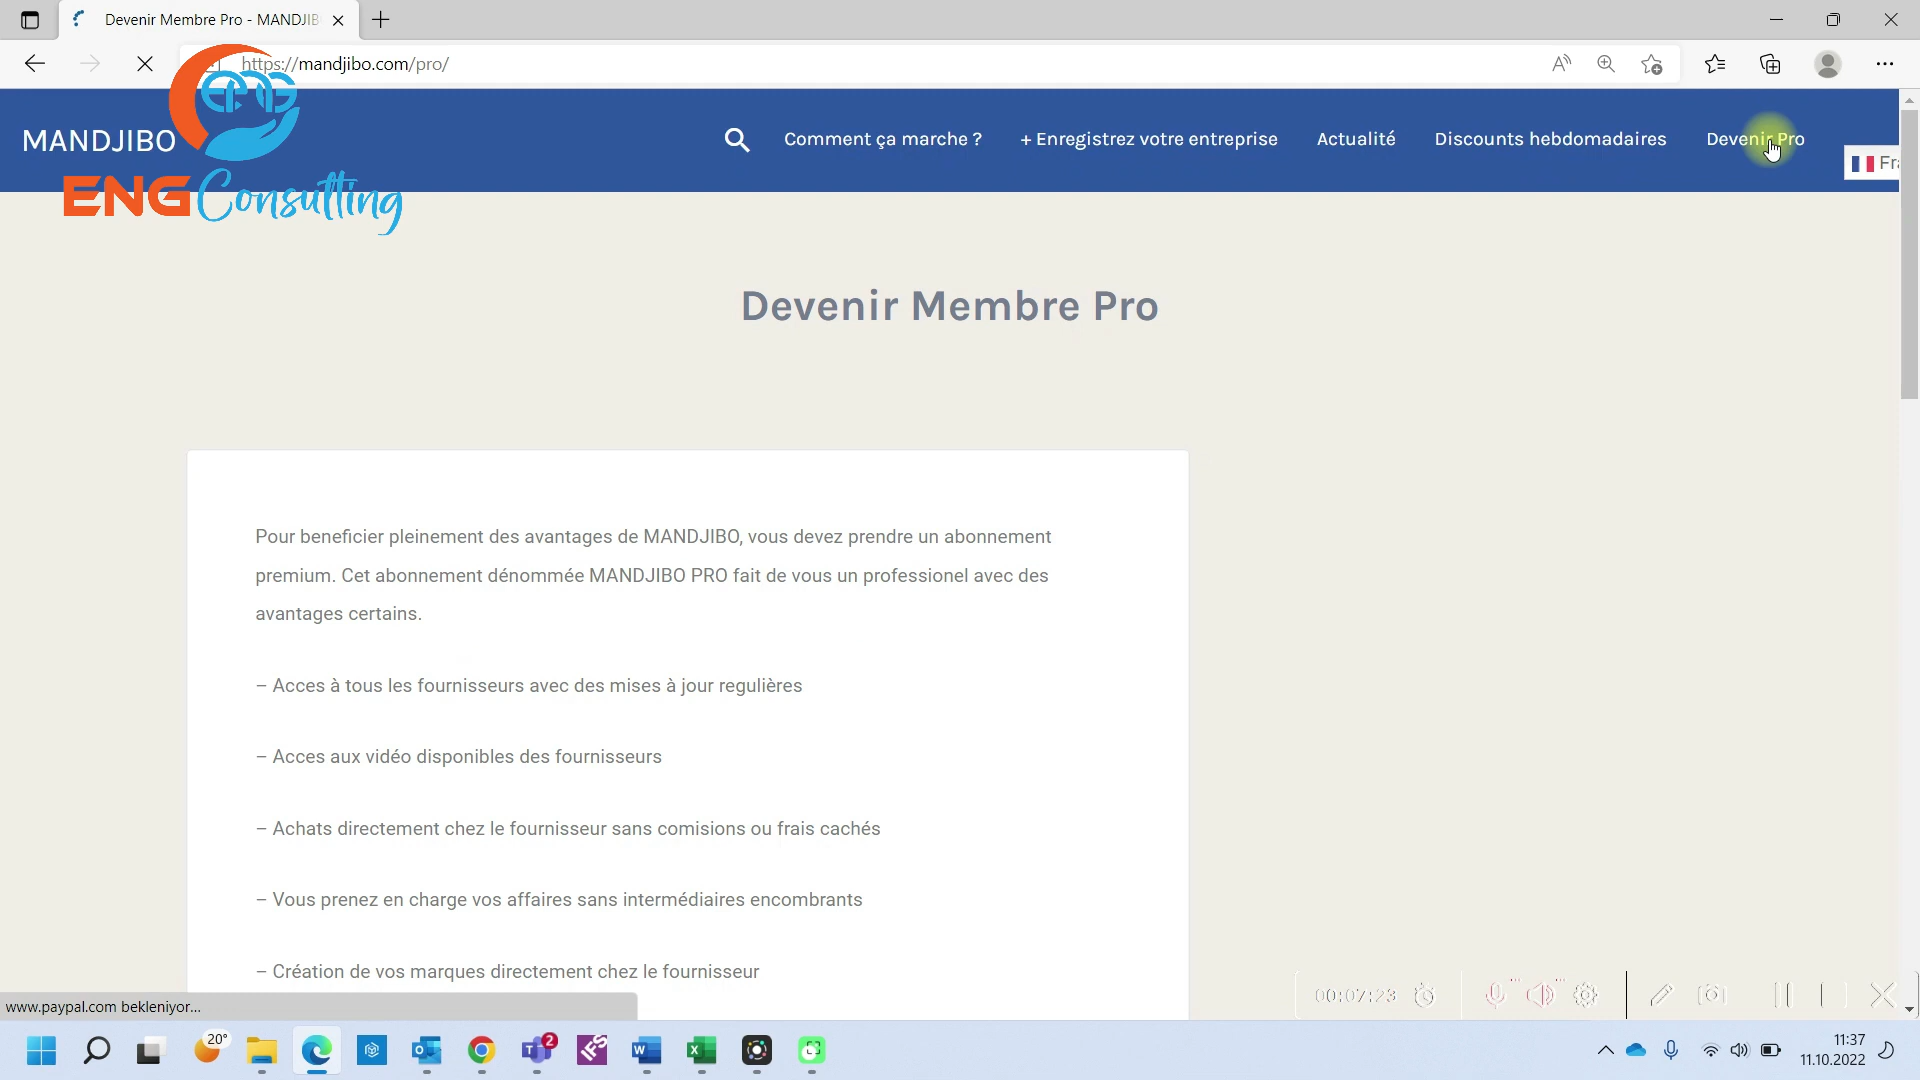 Devenir Membre Pro - MANDJIB
https://mandjibo.com/pro/
MANDJIBO
Comment ça marche ?
+ Enregistrez votre entreprise
Actualité
Discounts hebdomadaires
Devenir Pro
Fra
ENG Consulting
Devenir Membre Pro
Pour beneficier pleinement des avantages de MANDJIBO, vous devez prendre un abonnement
premium. Cet abonnement dénommée MANDJIBO PRO fait de vous un professionel avec des
avantages certains.
– Acces à tous les fournisseurs avec des mises à jour regulières
– Acces aux vidéo disponibles des fournisseurs
– Achats directement chez le fournisseur sans comisions ou frais cachés
– Vous prenez en charge vos affaires sans intermédiaires encombrants
– Création de vos marques directement chez le fournisseur
www.paypal.com bekleniyor...
00:07:23
20°
2
IFS
11:37
11.10.2022